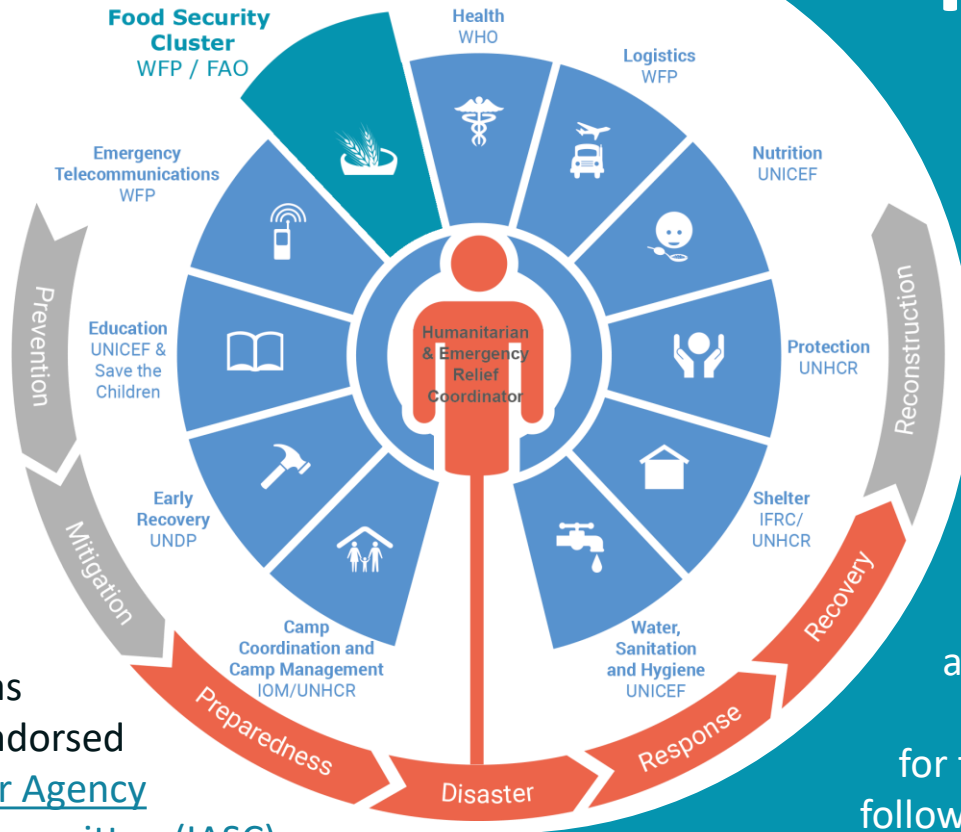 Food Security
Cluster
WFP / FAO
Health
WHO
Logistics
WFP
Nutrition
UNICEF
Protection
UNHCR
Shelter
IFRC/
UNHCR
Water,
Sanitation
and Hygiene
UNICEF
Camp
Coordination and
Camp Management
IOM/UNHCR
Early
Recovery
UNDP
Education
UNICEF &
Save the
Children
Emergency
Telecommunications
WFP
Humanitarian
& Emergency
Relief
Coordinator
Prevention
Mitigation
Preparedness
Disaster
Response
Recovery
Reconstruction
Agency
(IASC)
for
follow